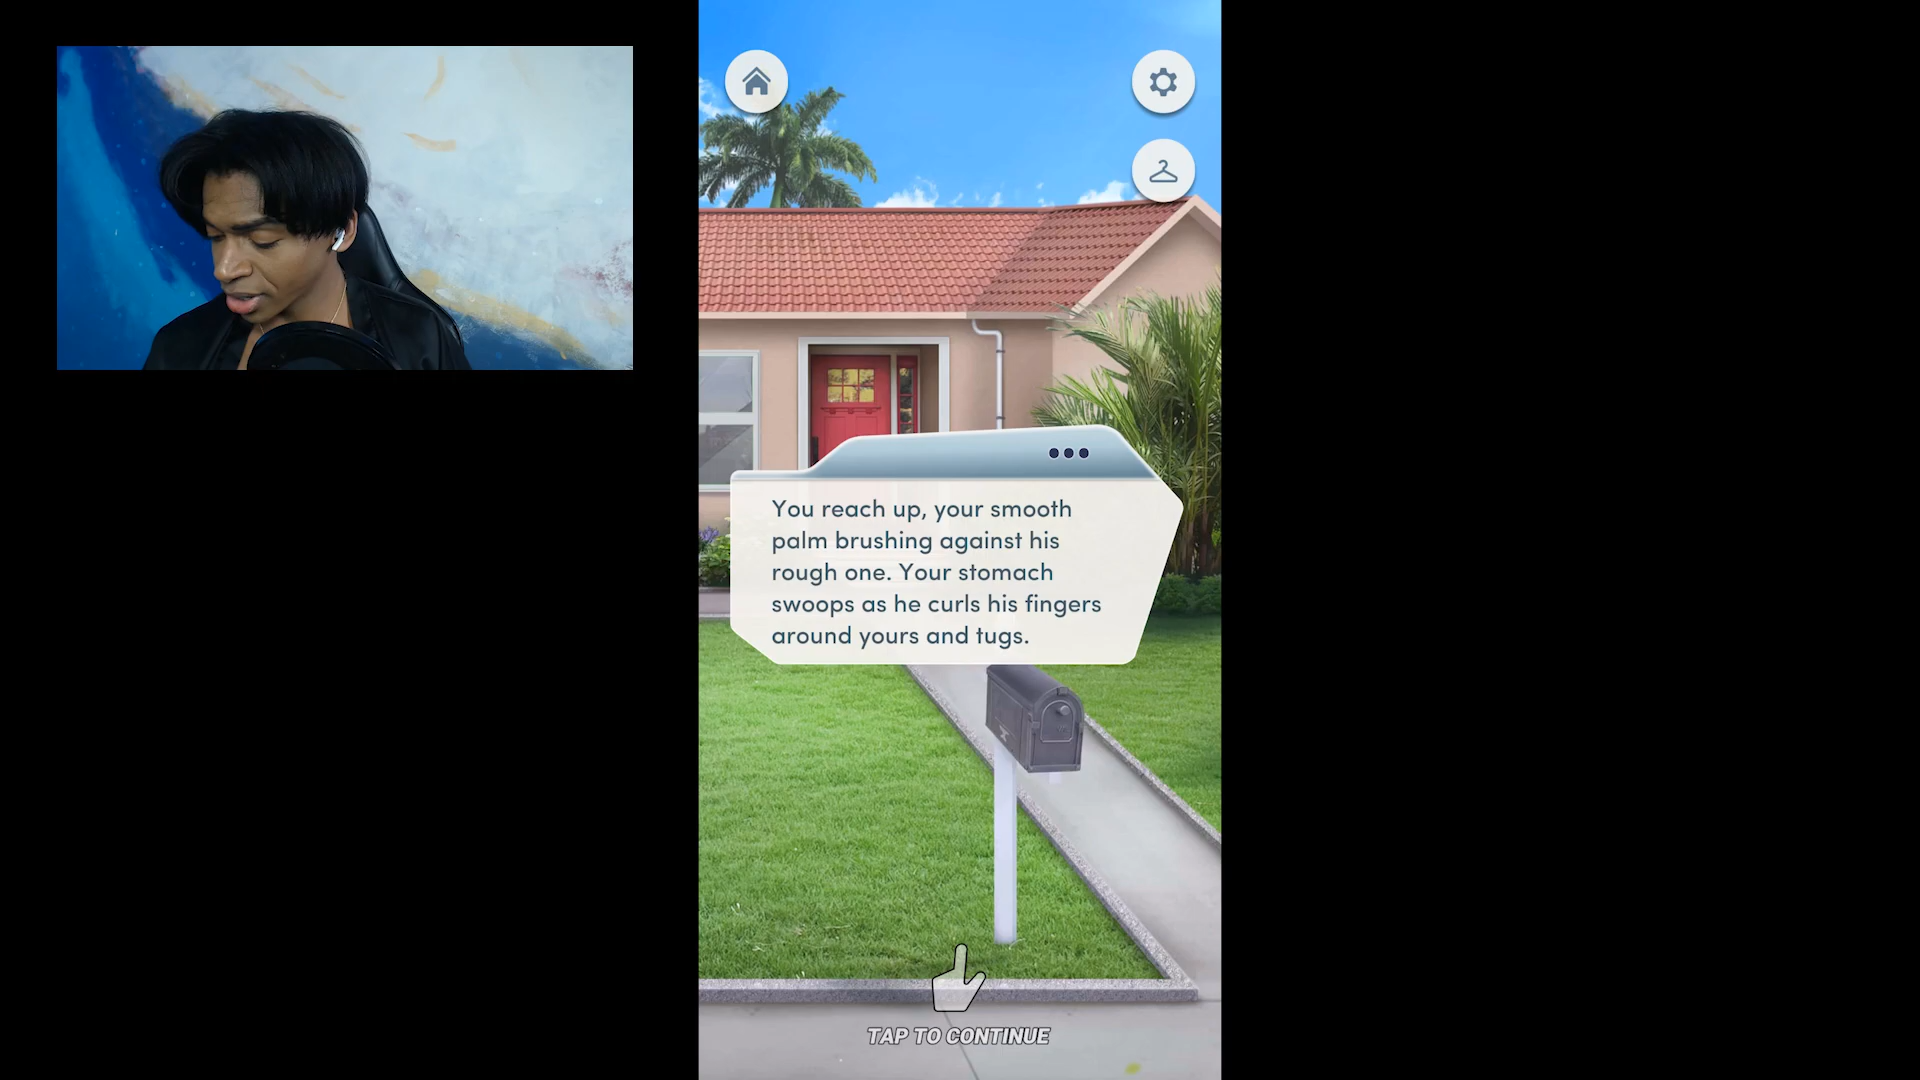 You reach up, your smooth
palm brushing against his
rough one. Your stomach
swoops as he curls his fingers
around yours and tugs.
TAP TO CONTINUE